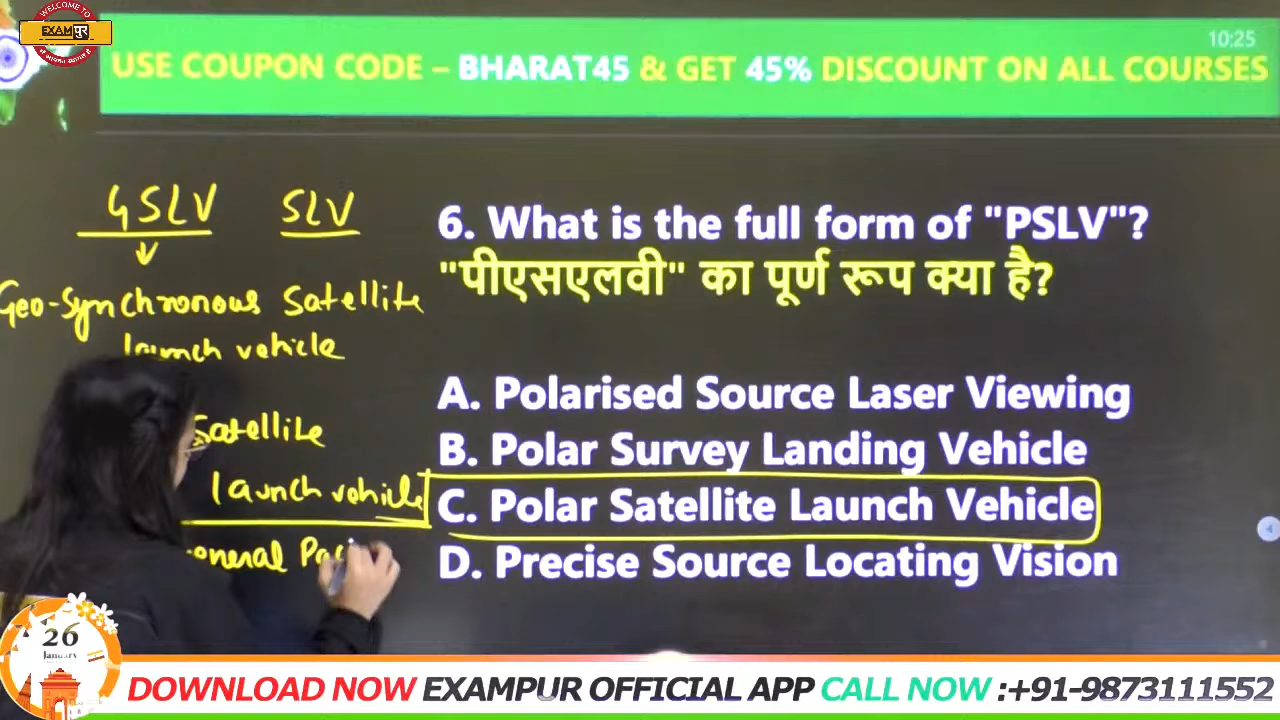 WELCOME TO
EXAMपुर
10:25
USE COUPON CODE – BHARAT45 & GET 45% DISCOUNT ON ALL COURSES
GSLV SLV
Geo-Synchronous Satellite
launch vehicle
Satellite
launch vehicle
6. What is the full form of "PSLV"?
"पीएसएलवी" का पूर्ण रूप क्या है?
A. Polarised Source Laser Viewing
B. Polar Survey Landing Vehicle
C. Polar Satellite Launch Vehicle
D. Precise Source Locating Vision
26
January
DOWNLOAD NOW EXAMPUR OFFICIAL APP CALL NOW :+91-9873111552